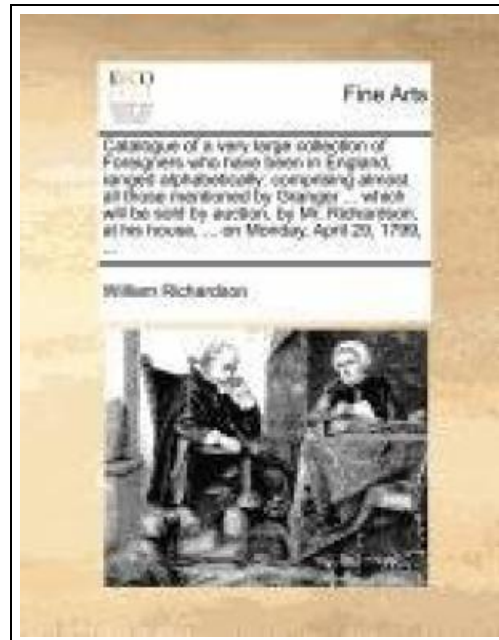 ECCO
Fine Arts
Catalogue of a very large collection of
Foreigners who have been in England,
ranged alphabetically: comprising almost
all those mentioned by Granger ... which
will be sold by auction, by Mr. Richardson,
at his house, ... on Monday, April 29, 1799,
...
William Richardson